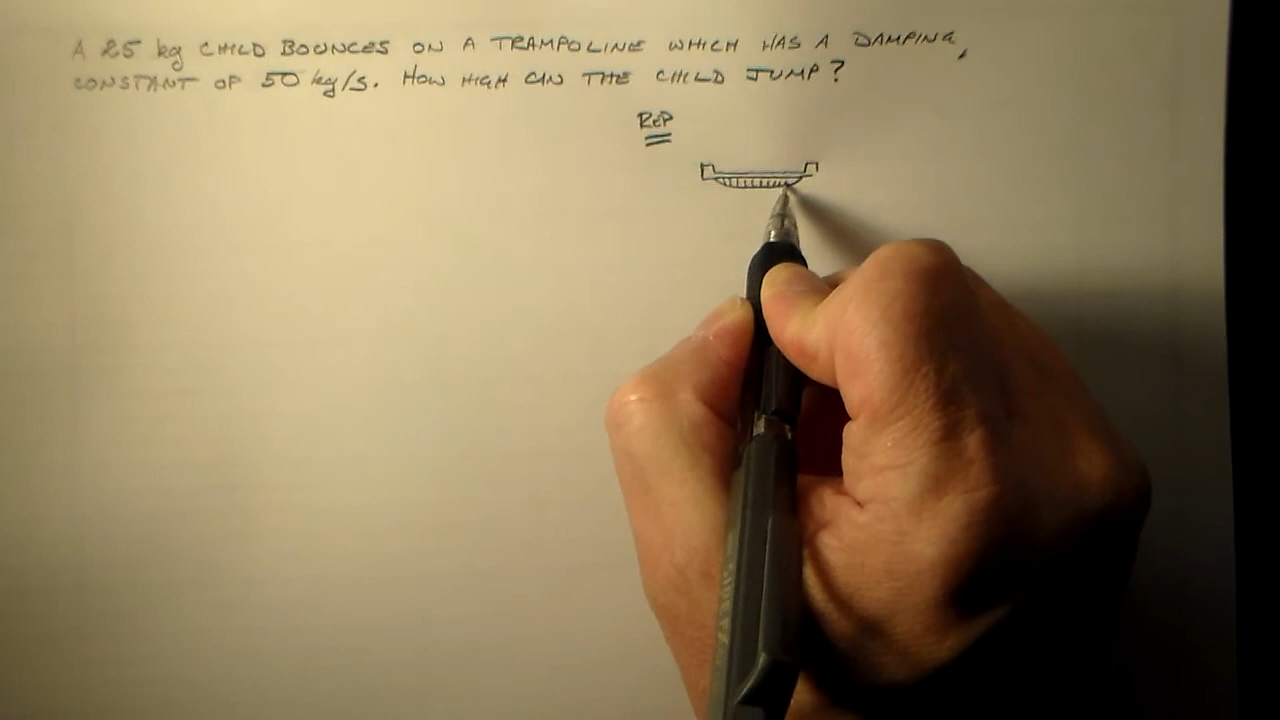 A 25 kg CHILD BOUNCES ON A TRAMPOLINE WHICH HAS A DAMPING
CONSTANT OF 50 kg/s. HOW HIGH CAN THE CHILD JUMP?
REP